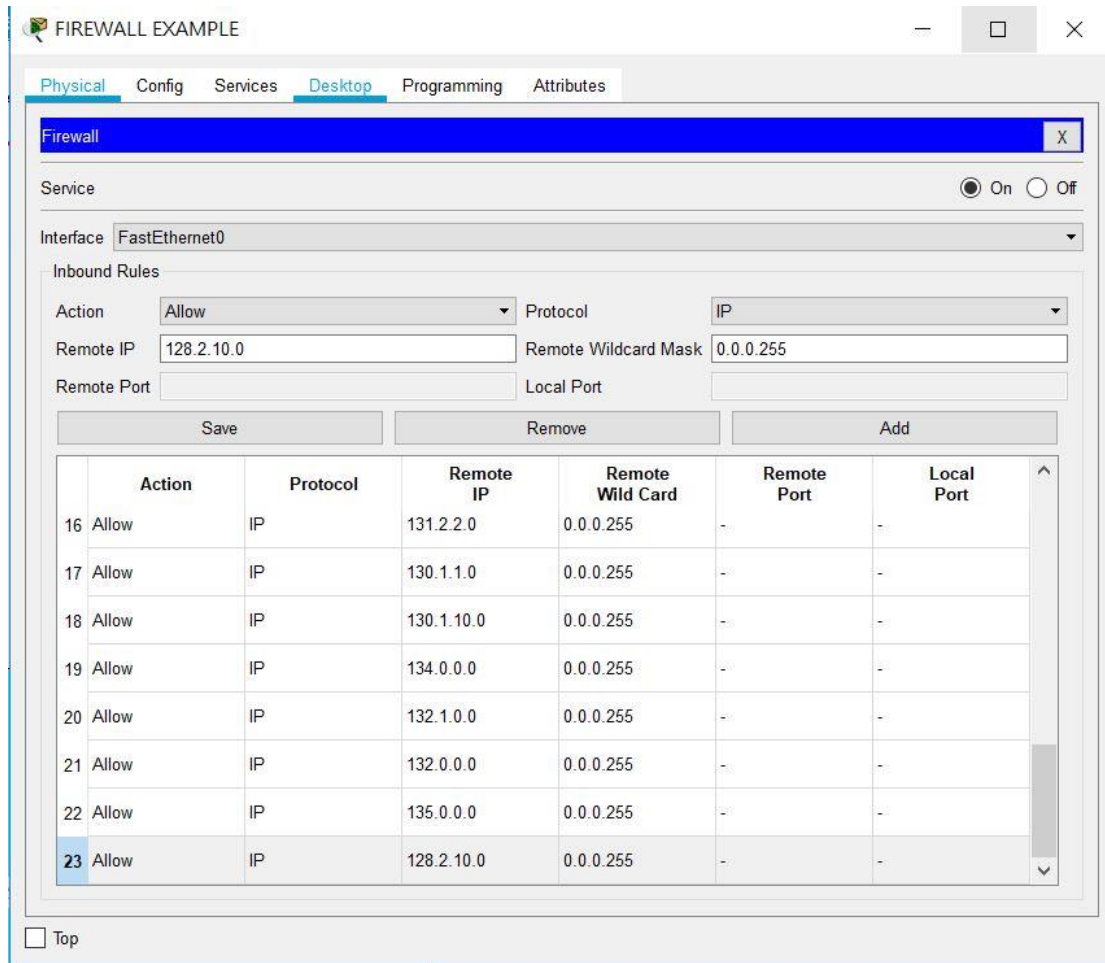 FIREWALL EXAMPLE
Physical Config Services Desktop Programming Attributes
Firewall X
Service On Off
Interface FastEthernet0
Inbound Rules
Action Allow Protocol IP
Remote IP 128.2.10.0 Remote Wildcard Mask 0.0.0.255
Remote Port Local Port
Save Remove Add
Action Protocol Remote IP Remote Wild Card Remote Port Local Port
16 Allow IP 131.2.2.0 0.0.0.255 - -
17 Allow IP 130.1.1.0 0.0.0.255 - -
18 Allow IP 130.1.10.0 0.0.0.255 - -
19 Allow IP 134.0.0.0 0.0.0.255 - -
20 Allow IP 132.1.0.0 0.0.0.255 - -
21 Allow IP 132.0.0.0 0.0.0.255 - -
22 Allow IP 135.0.0.0 0.0.0.255 - -
23 Allow IP 128.2.10.0 0.0.0.255 - -
Top